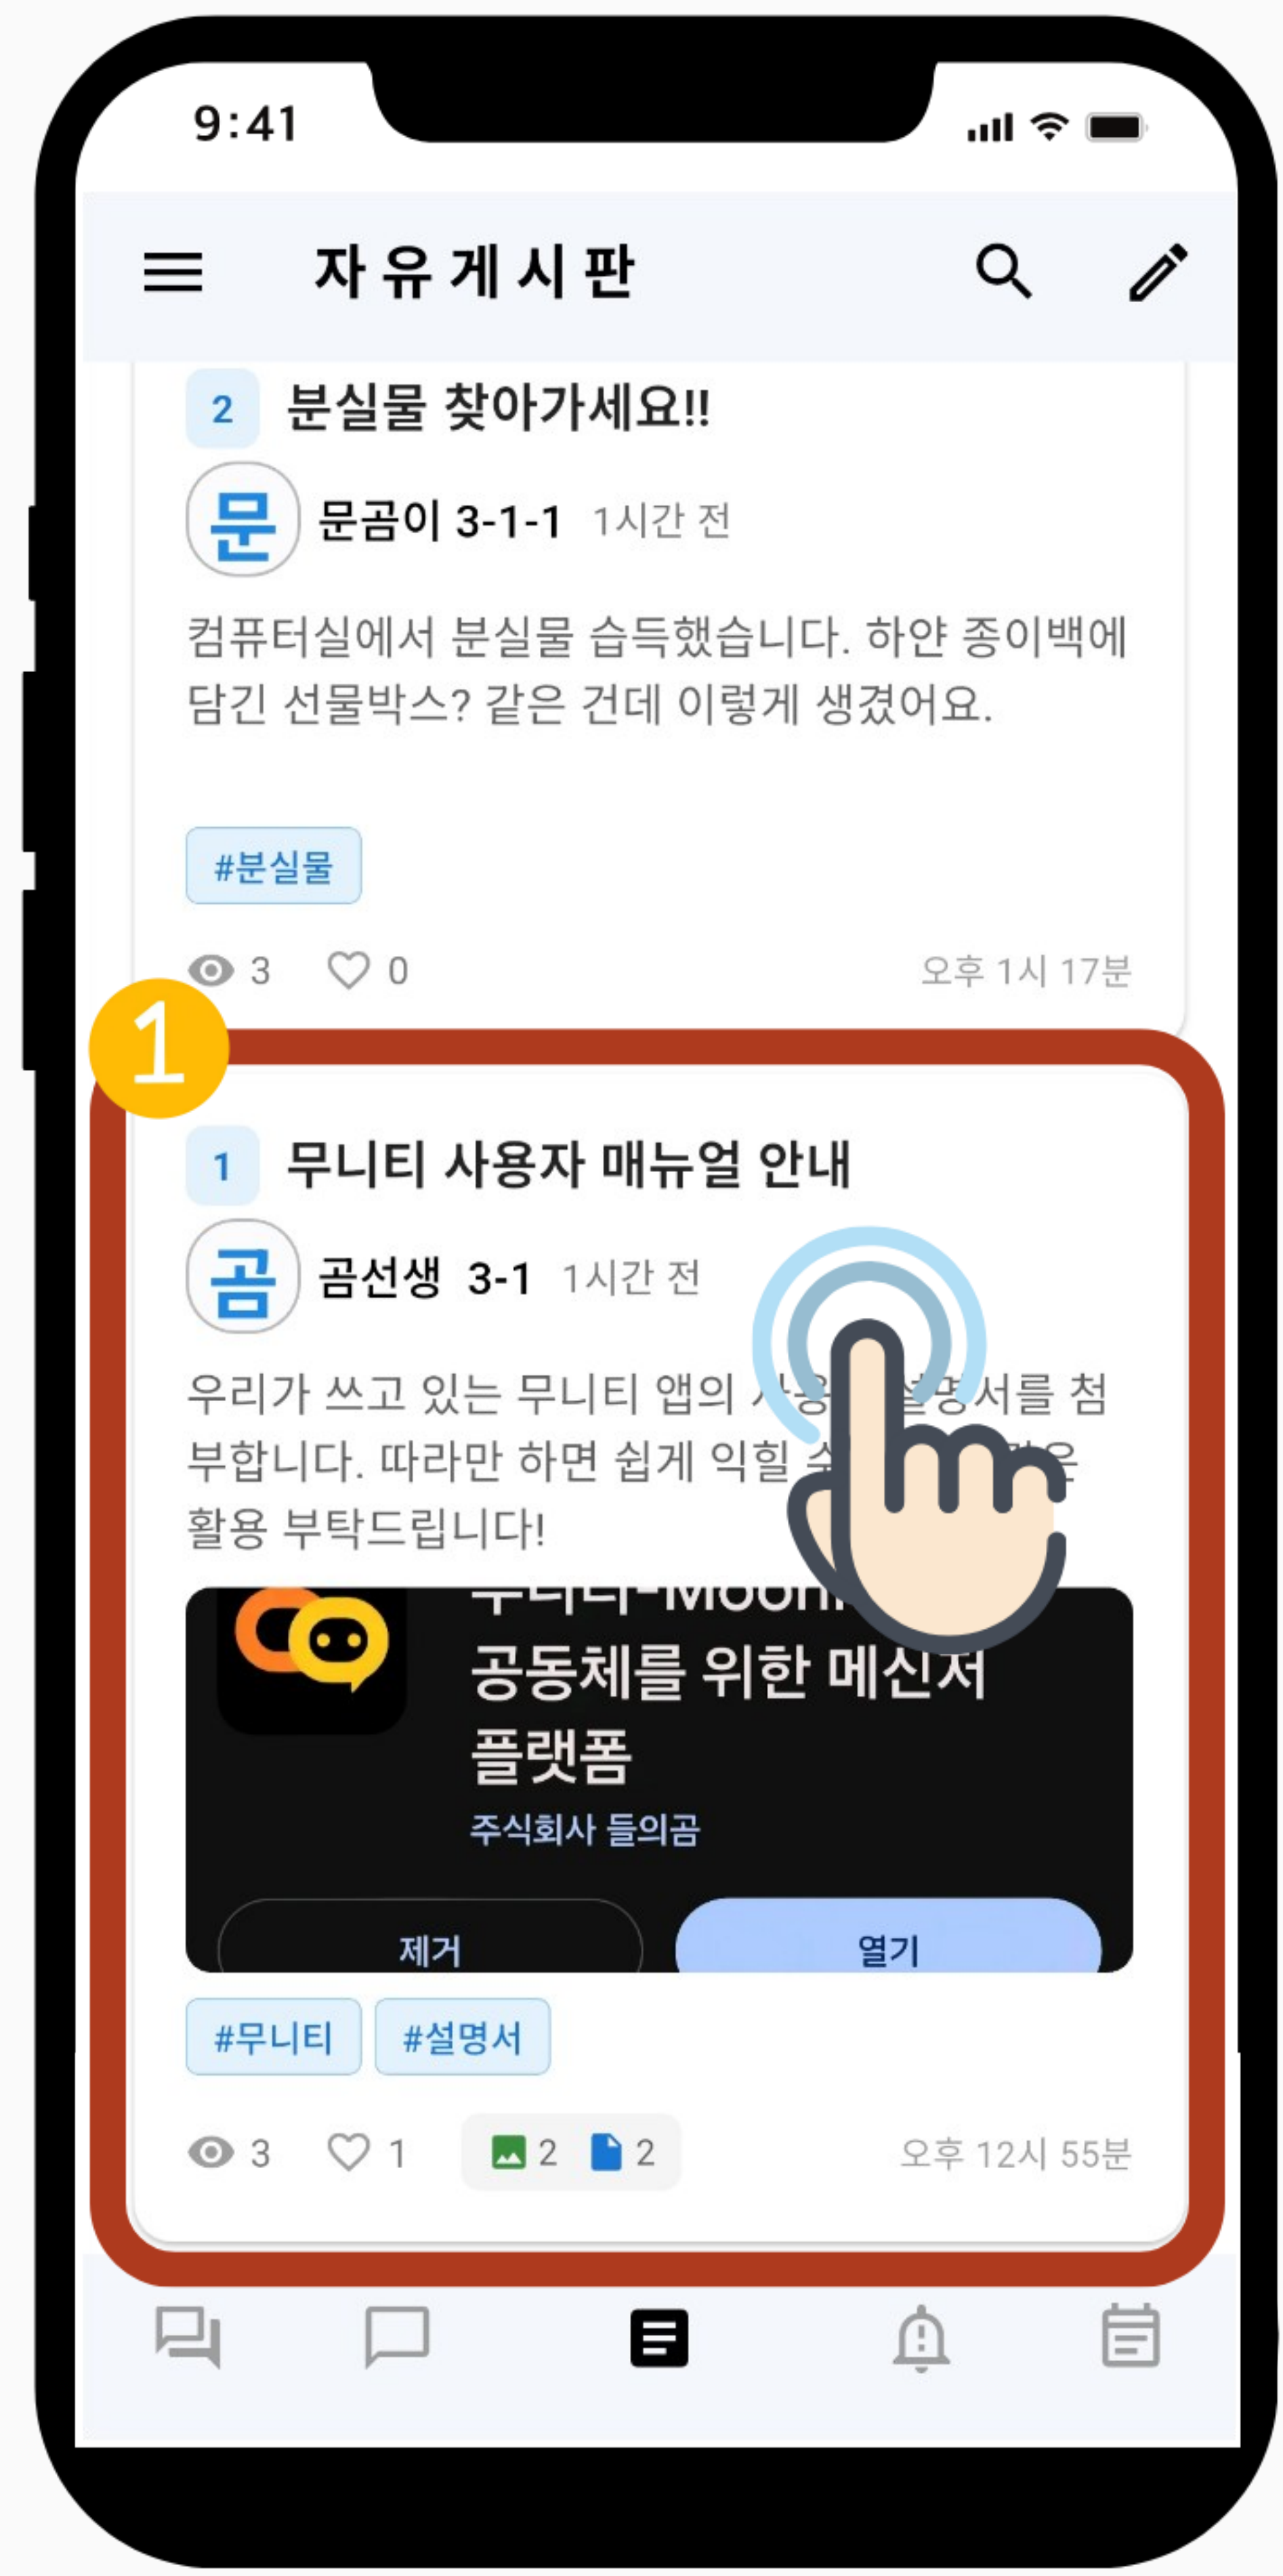 9:41
자유게시판
2 분실물 찾아가세요!!
문 문곰이 3-1-1 1시간 전
컴퓨터실에서 분실물 습득했습니다. 하얀 종이백에
담긴 선물박스? 같은 건데 이렇게 생겼어요.
#분실물
3 0 오후 1시 17분
1
1 무니티 사용자 매뉴얼 안내
곰 곰선생 3-1 1시간 전
우리가 쓰고 있는 무니티 앱의 설명서를 첨
부합니다. 따라만 하면 쉽게 익힐
활용 부탁드립니다!
공동체를 위한 메신저
플랫폼
주식회사 들의곰
제거 열기
#무니티 #설명서
3 1 2 2 오후 12시 55분